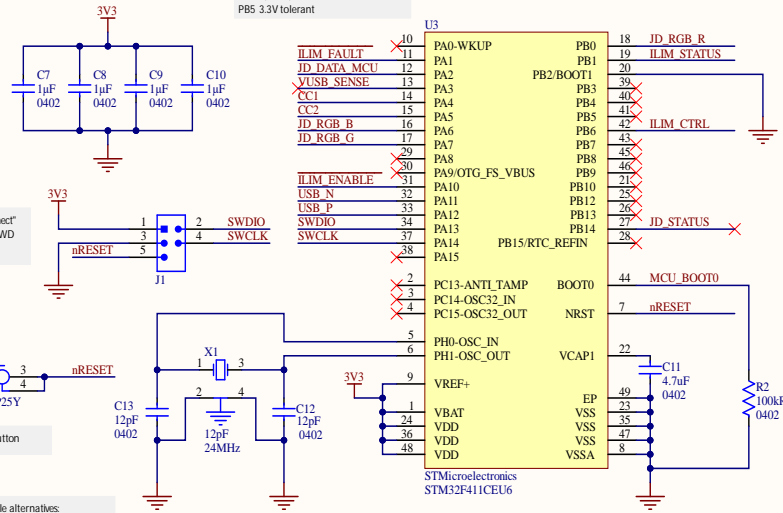 PB5 3.3V tolerant
3V3
C7
1µF
0402
C8
1µF
0402
C9
1µF
0402
C10
1µF
0402
U3
10 PA0-WKUP
ILIM_FAULT 11 PA1
JD_DATA_MCU 12 PA2
VUSB_SENSE 13 PA3
CC1 14 PA4
CC2 15 PA5
JD_RGB_B 16 PA6
JD_RGB_G 17 PA7
29 PA8
30 PA9/OTG_FS_VBUS
ILIM_ENABLE 31 PA10
USB_N 32 PA11
USB_P 33 PA12
SWDIO 34 PA13
SWCLK 37 PA14
38 PA15
2 PC13-ANTI_TAMP
3 PC14-OSC32_IN
4 PC15-OSC32_OUT
5 PH0-OSC_IN
6 PH1-OSC_OUT
9 VREF+
1 VBAT
24 VDD
36 VDD
48 VDD
PB0 18 JD_RGB_R
PB1 19 ILIM_STATUS
PB2/BOOT1 20
PB3 39
PB4 40
PB5 41
PB6 42 ILIM_CTRL
PB7 43
PB8 45
PB9 46
PB10 21
PB12 25
PB13 26
PB14 27 JD_STATUS
PB15/RTC_REFIN 28
BOOT0 44 MCU_BOOT0
NRST 7 nRESET
VCAP1 22
EP 49
VSS 23
VSS 35
VSS 47
VSSA 8
STMicroelectronics
STM32F411CEU6
C11
4.7uF
0402
R2
100kR
0402
3V3
nect"
WD
1 2 SWDIO
3 4 SWCLK
nRESET 5
J1
3 nRESET
4
P25Y
X1
1 3
2 4
12pF
24MHz
C13
12pF
0402
C12
12pF
0402
3V3
utton
le alternatives: